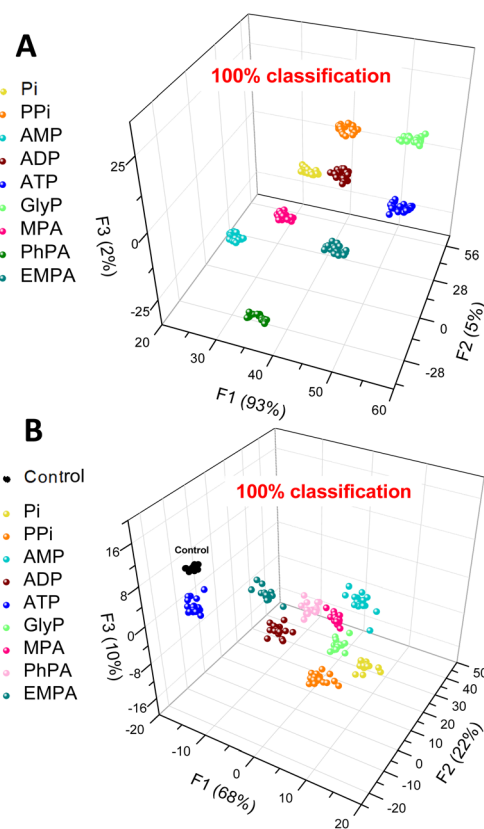 A
100% classification
Pi
PPi
AMP
ADP
ATP
GlyP
MPA
PhPA
EMPA
25
0
-25
F3 (2%)
20
30
40
50
60
F1 (93%)
56
28
0
-28
F2 (5%)
B
100% classification
Control
Pi
PPi
AMP
ADP
ATP
GlyP
MPA
PhPA
EMPA
Control
16
8
0
-8
-16
F3 (10%)
-20
-10
0
10
20
F1 (68%)
50
40
30
20
10
0
-10
-20
F2 (22%)